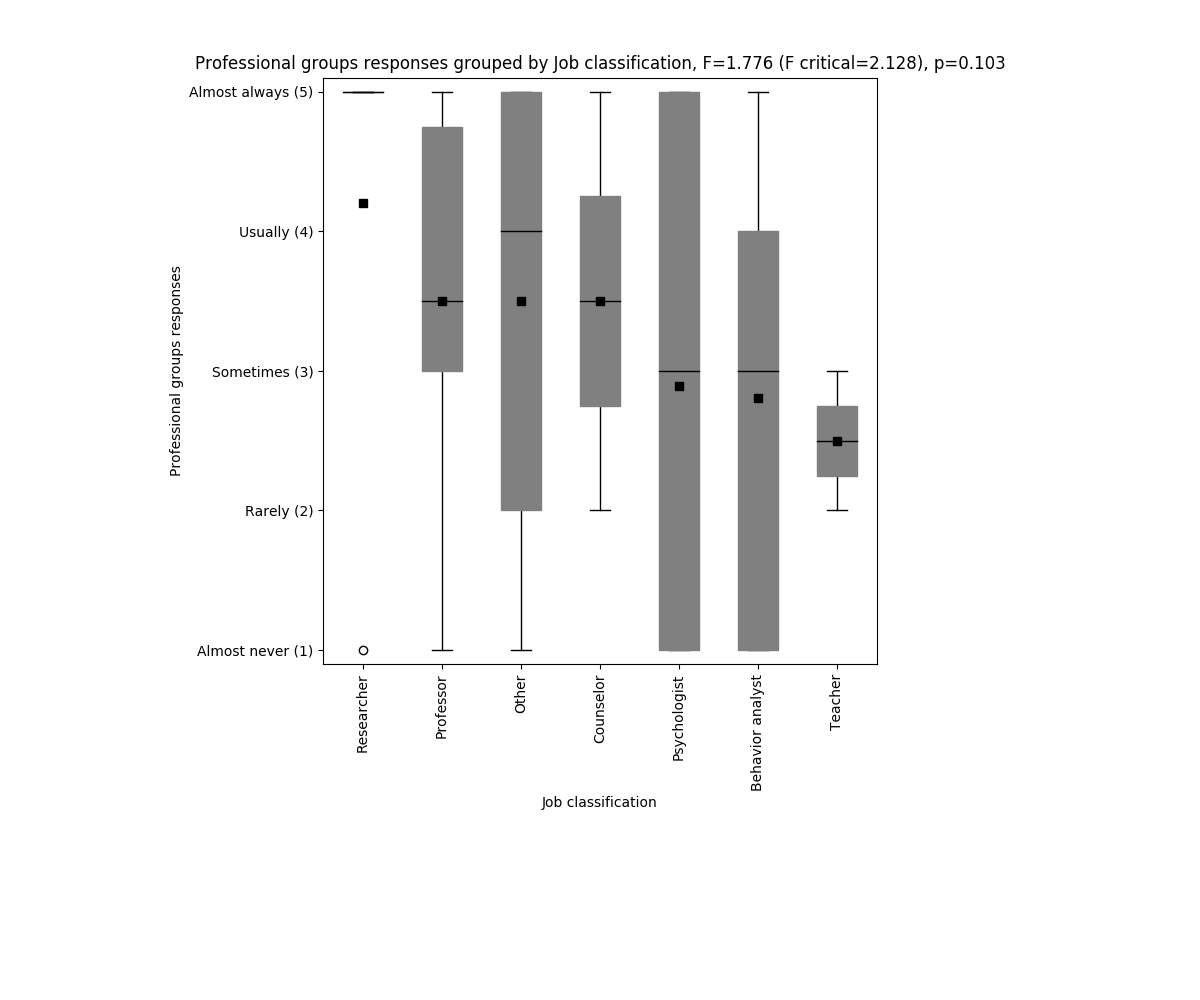 Professional groups responses grouped by Job classification, F=1.776 (F critical=2.128), p=0.103
Almost always (5)
Usually (4)
Sometimes (3)
Rarely (2)
Almost never (1)
Professional groups responses
Researcher
Professor
Other
Counselor
Psychologist
Behavior analyst
Teacher
Job classification